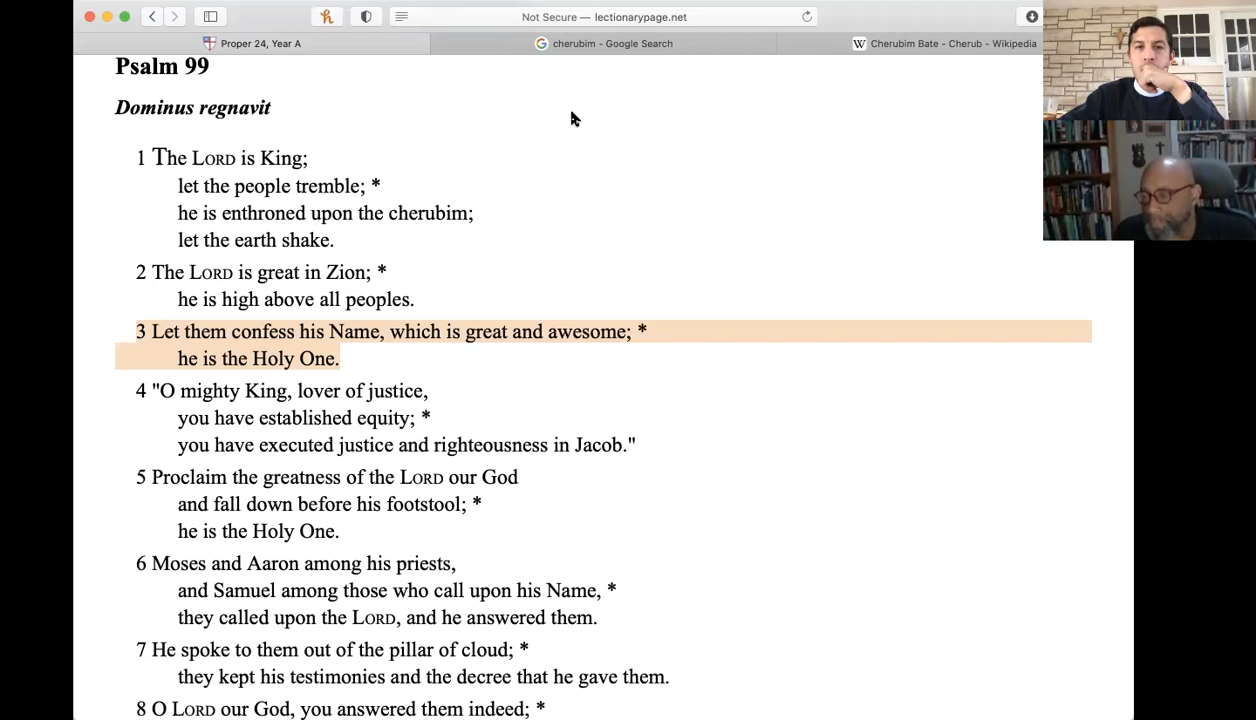 Not Secure — lectionarypage.net
Proper 24, Year A
cherubim - Google Search
Cherubim Bate - Cherub - Wikipedia
Psalm 99
Dominus regnavit
1 The LORD is King;
let the people tremble; *
he is enthroned upon the cherubim;
let the earth shake.
2 The LORD is great in Zion; *
he is high above all peoples.
3 Let them confess his Name, which is great and awesome; *
he is the Holy One.
4 "O mighty King, lover of justice,
you have established equity; *
you have executed justice and righteousness in Jacob."
5 Proclaim the greatness of the LORD our God
and fall down before his footstool; *
he is the Holy One.
6 Moses and Aaron among his priests,
and Samuel among those who call upon his Name, *
they called upon the LORD, and he answered them.
7 He spoke to them out of the pillar of cloud; *
they kept his testimonies and the decree that he gave them.
8 O LORD our God, you answered them indeed; *